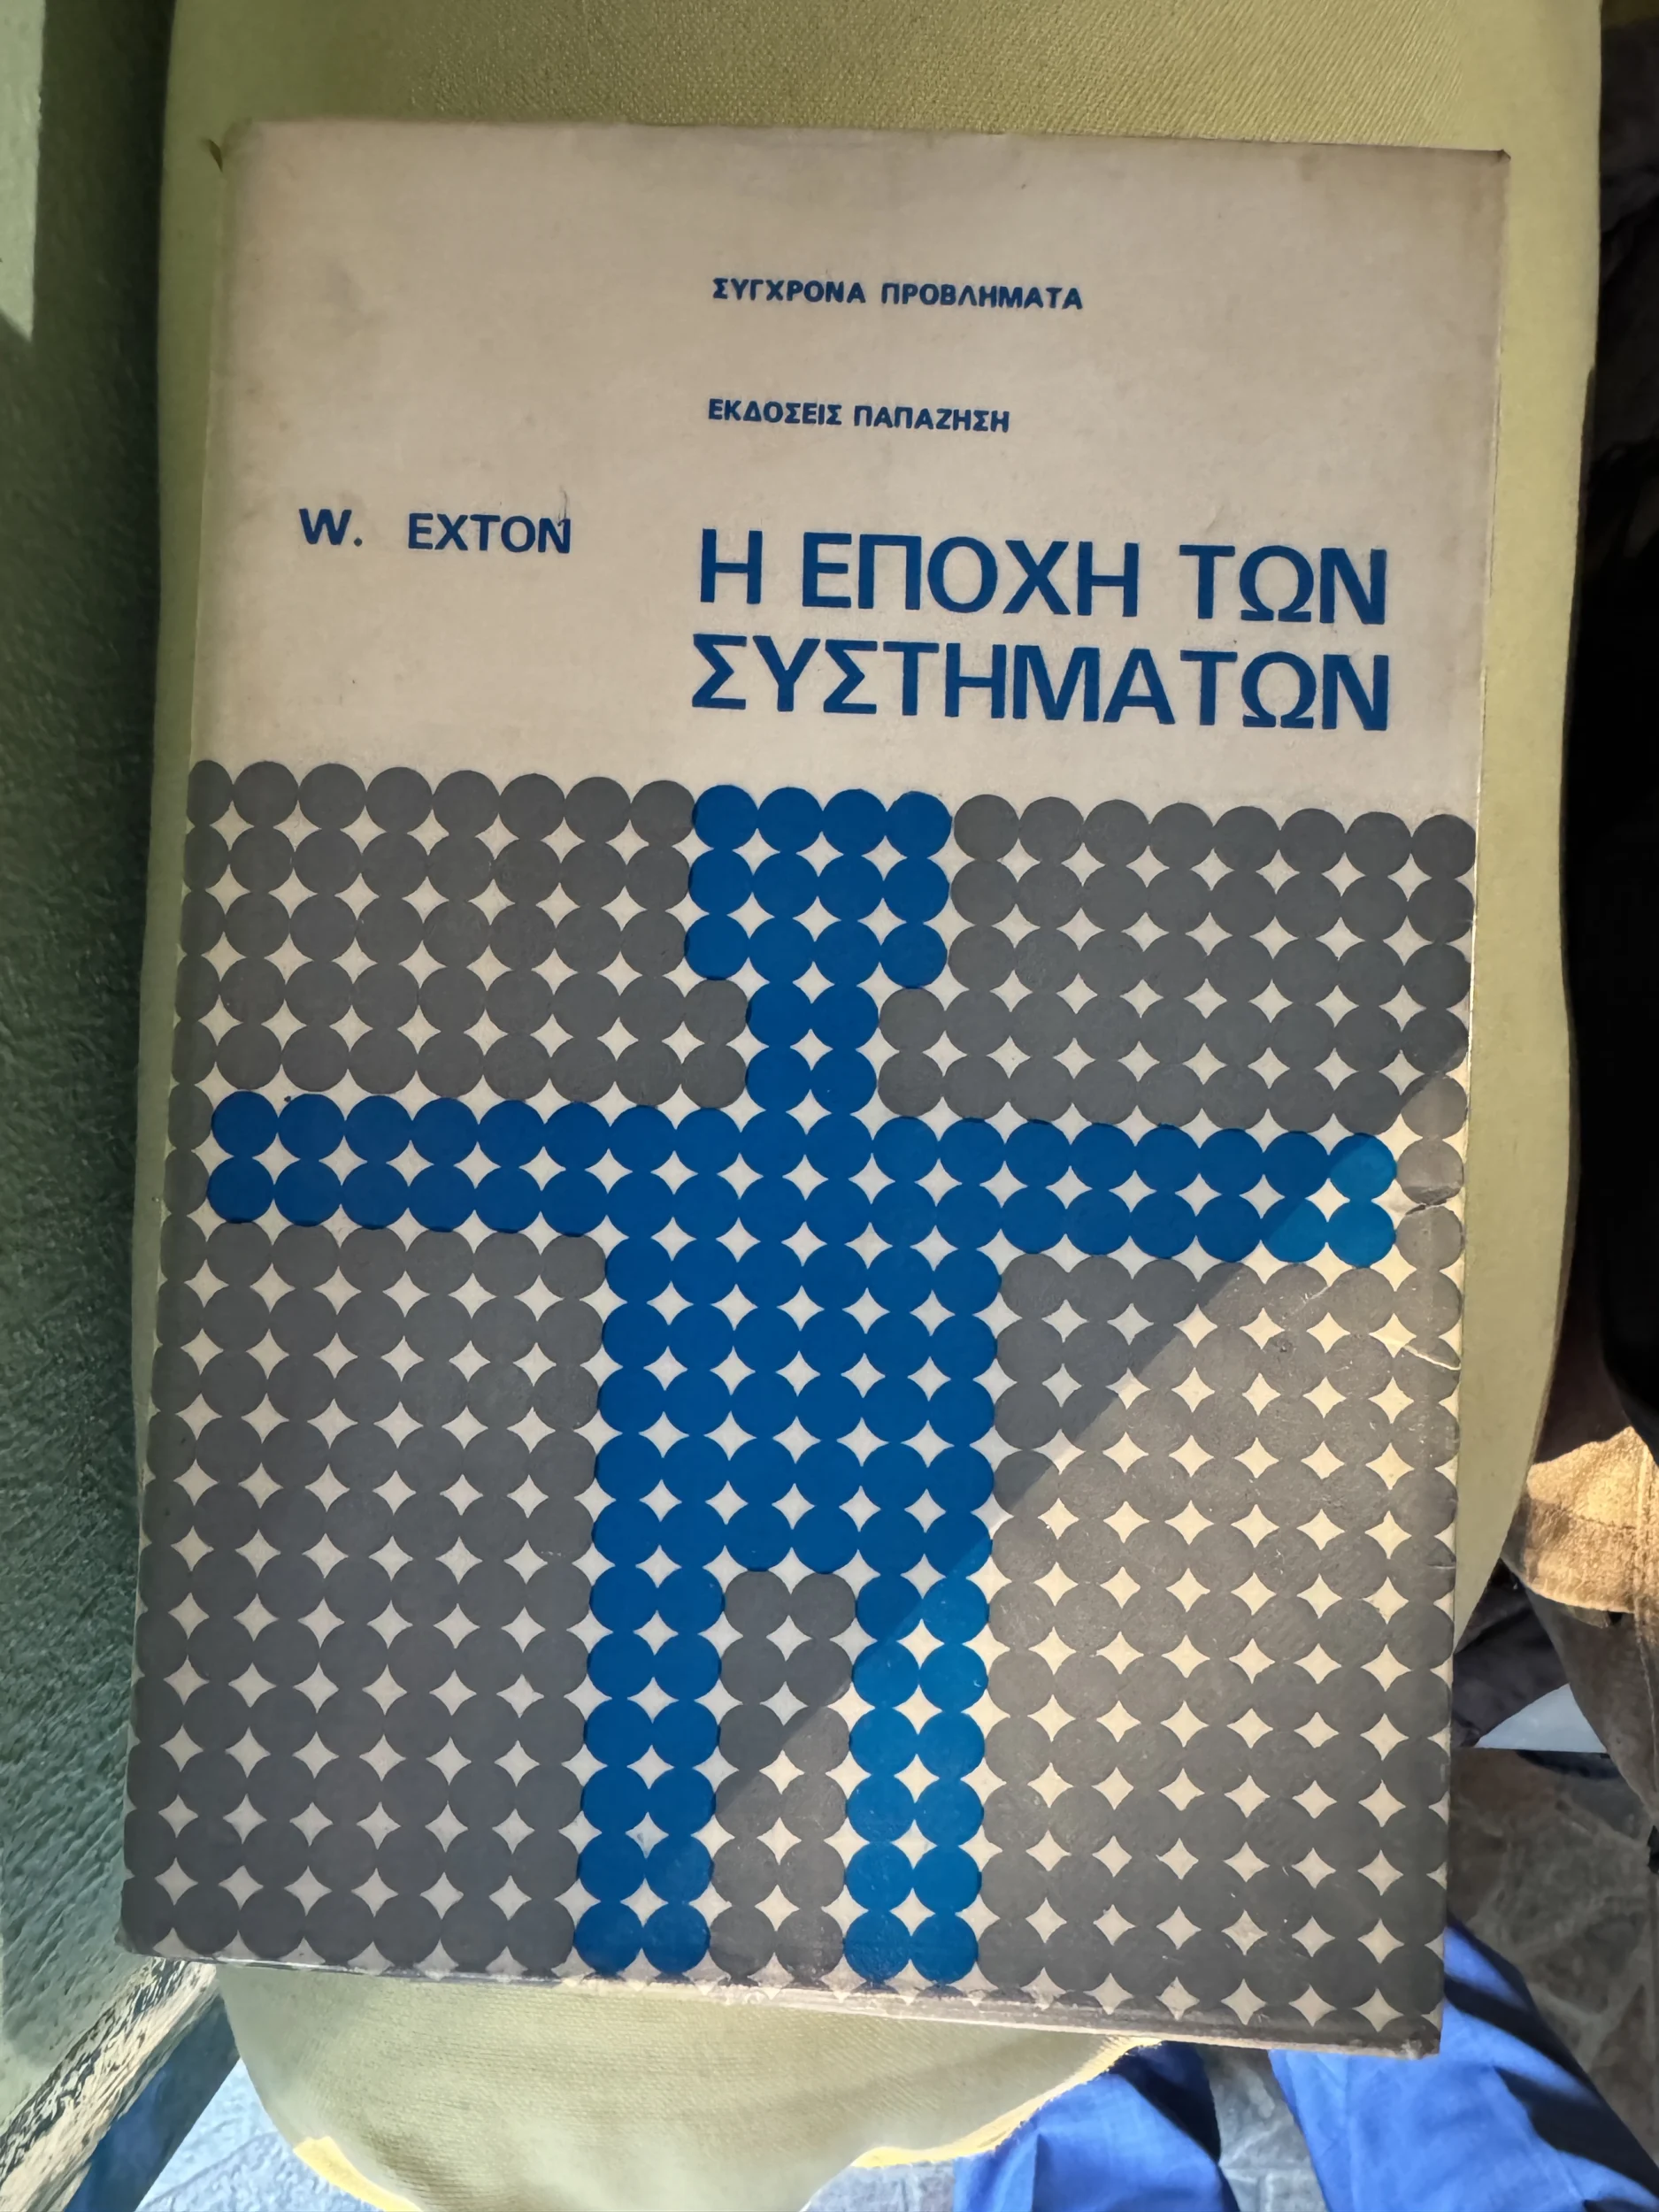 ΣΥΓΧΡΟΝΑ ΠΡΟΒΛΗΜΑΤΑ
ΕΚΔΟΣΕΙΣ ΠΑΠΑΖΗΣΗ
W. EXTON
Η ΕΠΟΧΗ ΤΩΝ
ΣΥΣΤΗΜΑΤΩΝ